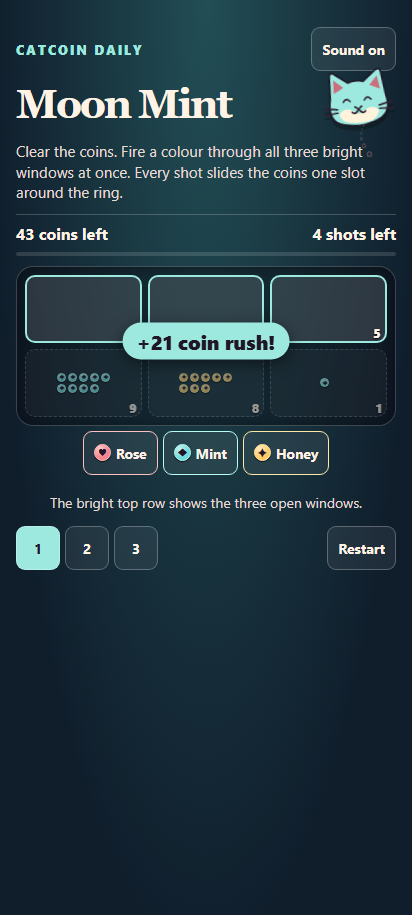 CATCOIN DAILY
Sound on
Moon Mint
Clear the coins. Fire a colour through all three bright
windows at once. Every shot slides the coins one slot
around the ring.
43 coins left
4 shots left
5
+21 coin rush!
9
8
1
Rose
Mint
Honey
The bright top row shows the three open windows.
1
2
3
Restart